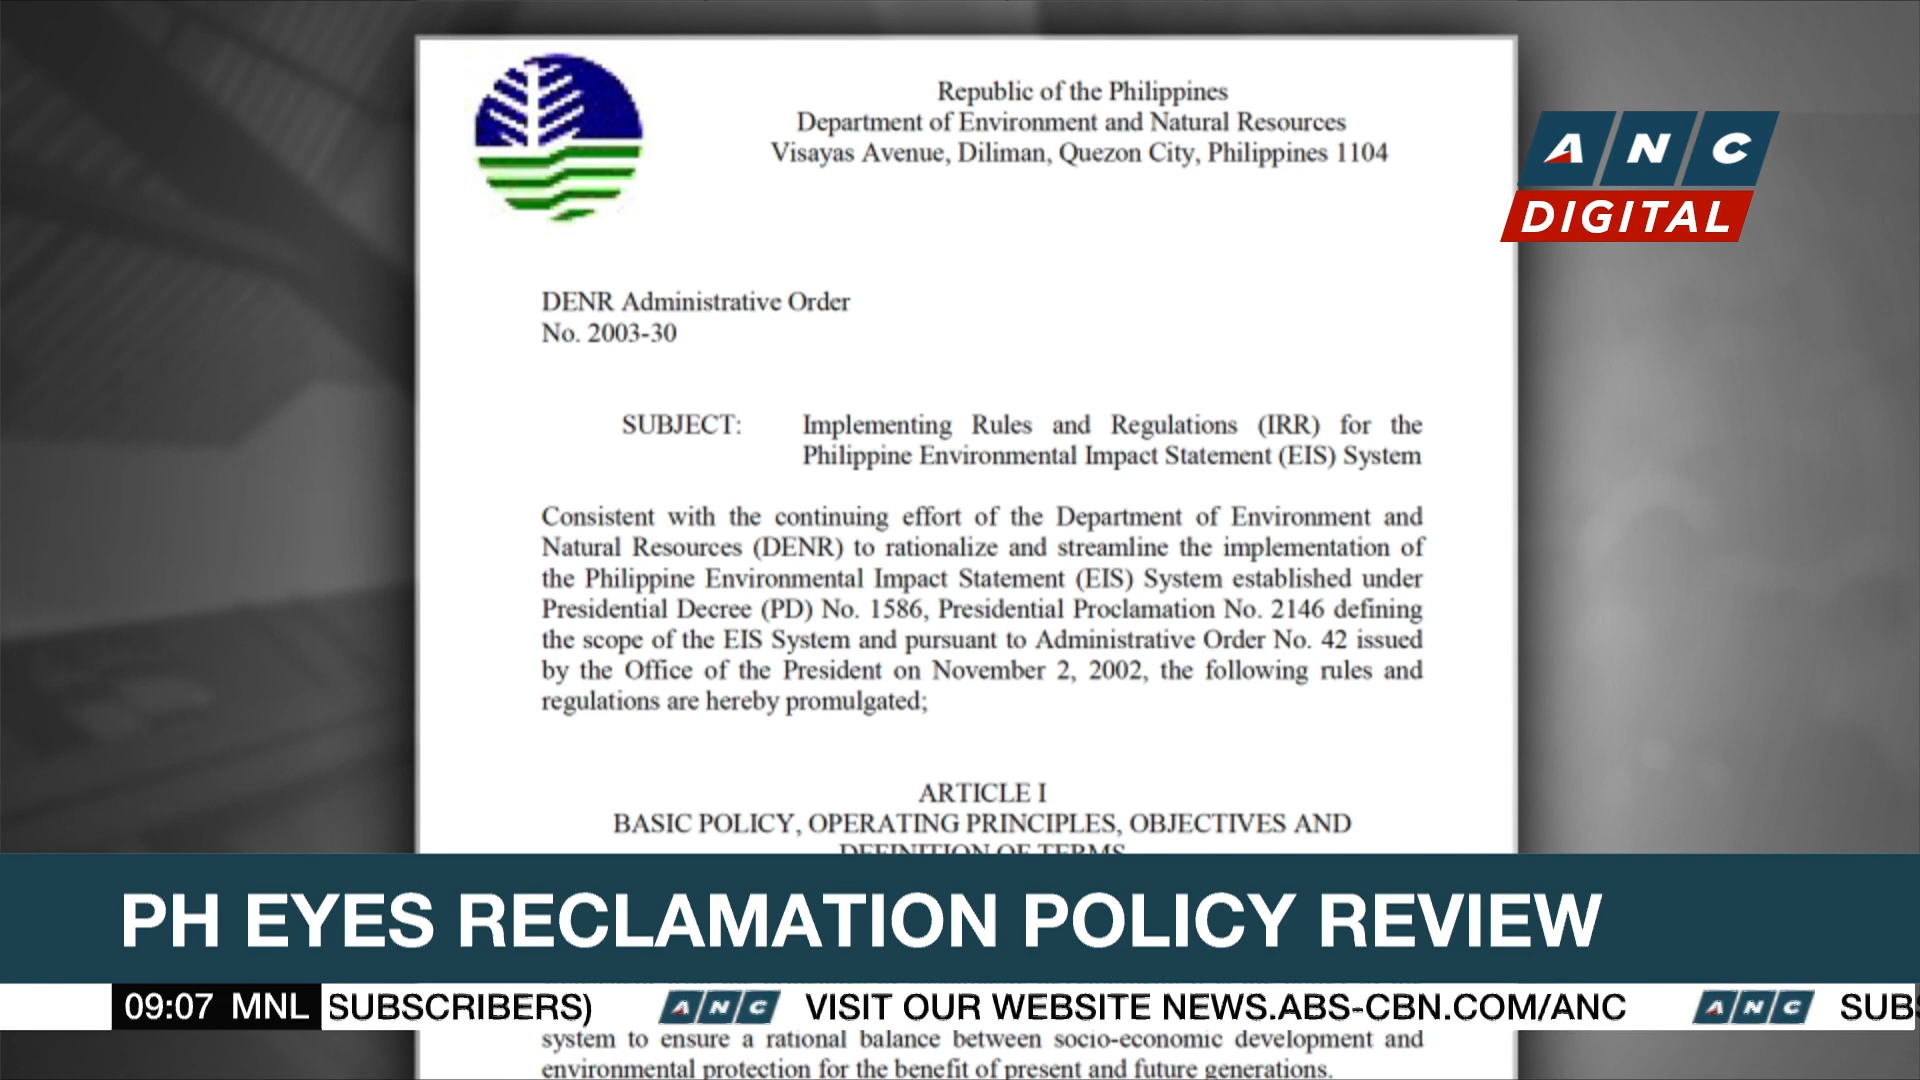 Republic of the Philippines
Department of Environment and Natural Resources
Visayas Avenue, Diliman, Quezon City, Philippines 1104
ANC
DIGITAL
DENR Administrative Order
No. 2003-30
SUBJECT: Implementing Rules and Regulations (IRR) for the
Philippine Environmental Impact Statement (EIS) System
Consistent with the continuing effort of the Department of Environment and
Natural Resources (DENR) to rationalize and streamline the implementation of
the Philippine Environmental Impact Statement (EIS) System established under
Presidential Decree (PD) No. 1586, Presidential Proclamation No. 2146 defining
the scope of the EIS System and pursuant to Administrative Order No. 42 issued
by the Office of the President on November 2, 2002, the following rules and
regulations are hereby promulgated;
ARTICLE I
BASIC POLICY, OPERATING PRINCIPLES, OBJECTIVES AND
DEFINITION OF TERMS
PH EYES RECLAMATION POLICY REVIEW
09:07 MNL SUBSCRIBERS) ANC VISIT OUR WEBSITE NEWS.ABS-CBN.COM/ANC ANC SUBS
system to ensure a rational balance between socio-economic development and
environmental protection for the benefit of present and future generations.